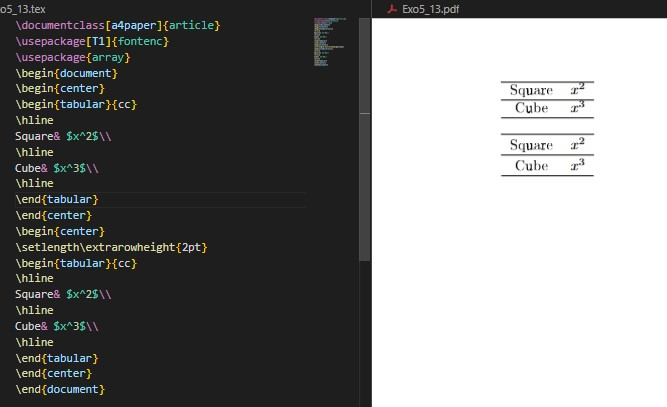 o5_13.tex
Exo5_13.pdf
\documentclass[a4paper]{article}
\usepackage[T1]{fontenc}
\usepackage{array}
\begin{document}
\begin{center}
\begin{tabular}{cc}
\hline
Square& $x^2$\\
\hline
Cube& $x^3$\\
\hline
\end{tabular}
\end{center}
\begin{center}
\setlength\extrarowheight{2pt}
\begin{tabular}{cc}
\hline
Square& $x^2$\\
\hline
Cube& $x^3$\\
\hline
\end{tabular}
\end{center}
\end{document}
Square x²
Cube x³
Square x²
Cube x³